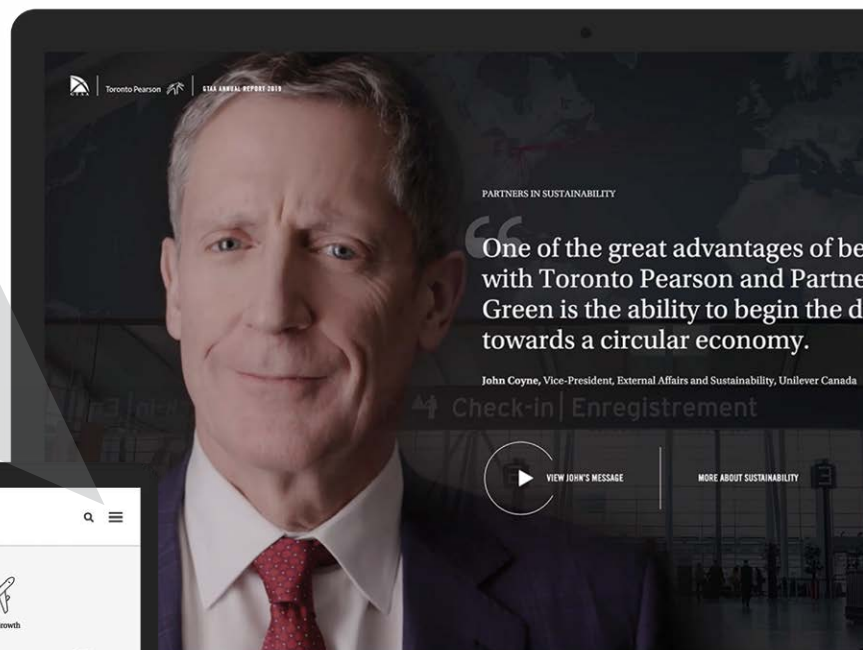 GTAA
Toronto Pearson
GTAA ANNUAL REPORT 2019
PARTNERS IN SUSTAINABILITY
“
One of the great advantages of be
with Toronto Pearson and Partne
Green is the ability to begin the d
towards a circular economy.
John Coyne, Vice-President, External Affairs and Sustainability, Unilever Canada
Check-in | Enregistrement
VIEW JOHN'S MESSAGE
MORE ABOUT SUSTAINABILITY
3
rowth